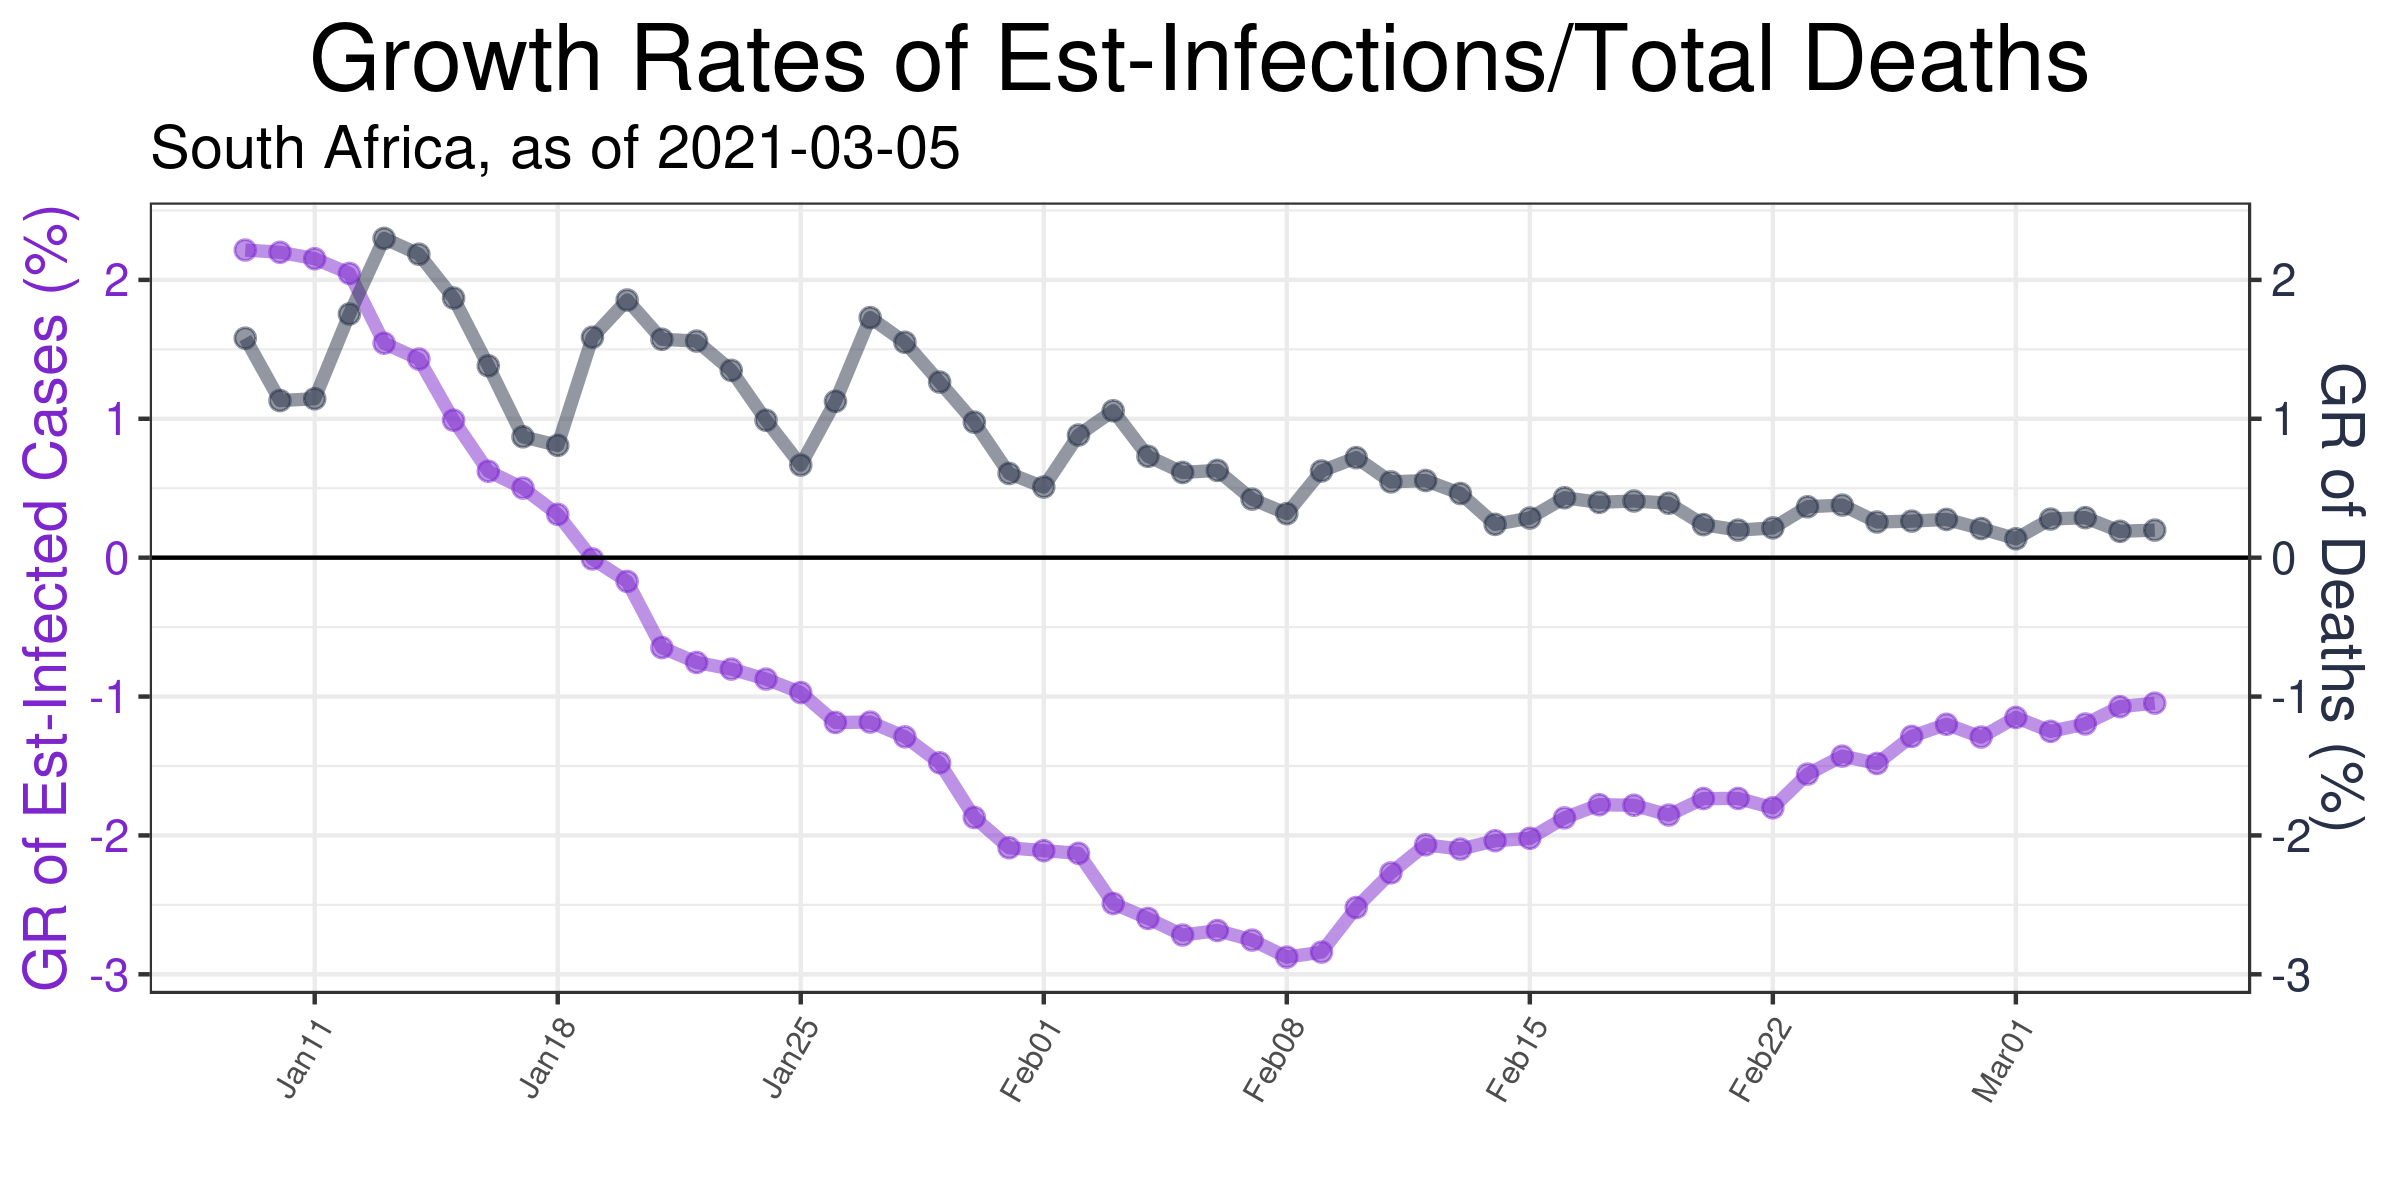 Growth Rates of Est-Infections/Total Deaths
South Africa, as of 2021-03-05
GR of Est-Infected Cases (%)
2
1
0
-1
-2
-3
2
1
0
-1
-2
-3
GR of Deaths (%)
Jan11
Jan18
Jan25
Feb01
Feb08
Feb15
Feb22
Mar01